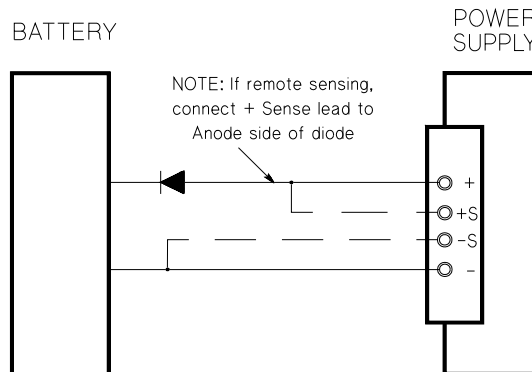 BATTERY
POWER
SUPPLY
NOTE: If remote sensing,
connect + Sense lead to
Anode side of diode
+
+S
-S
-